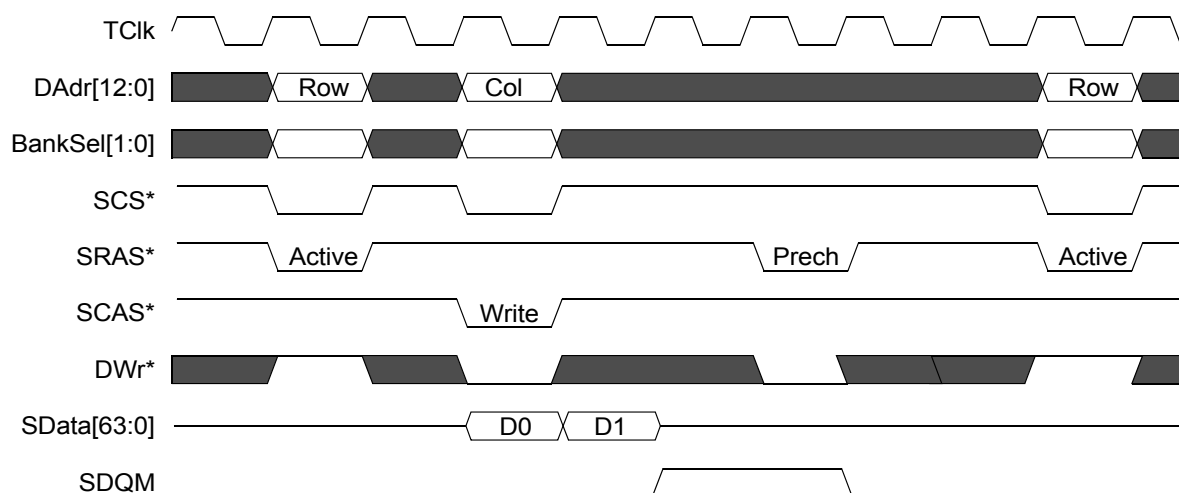 TClk
DAdr[12:0] Row Col Row
BankSel[1:0]
SCS*
SRAS* Active Prech Active
SCAS* Write
DWr*
SData[63:0] D0 D1
SDQM